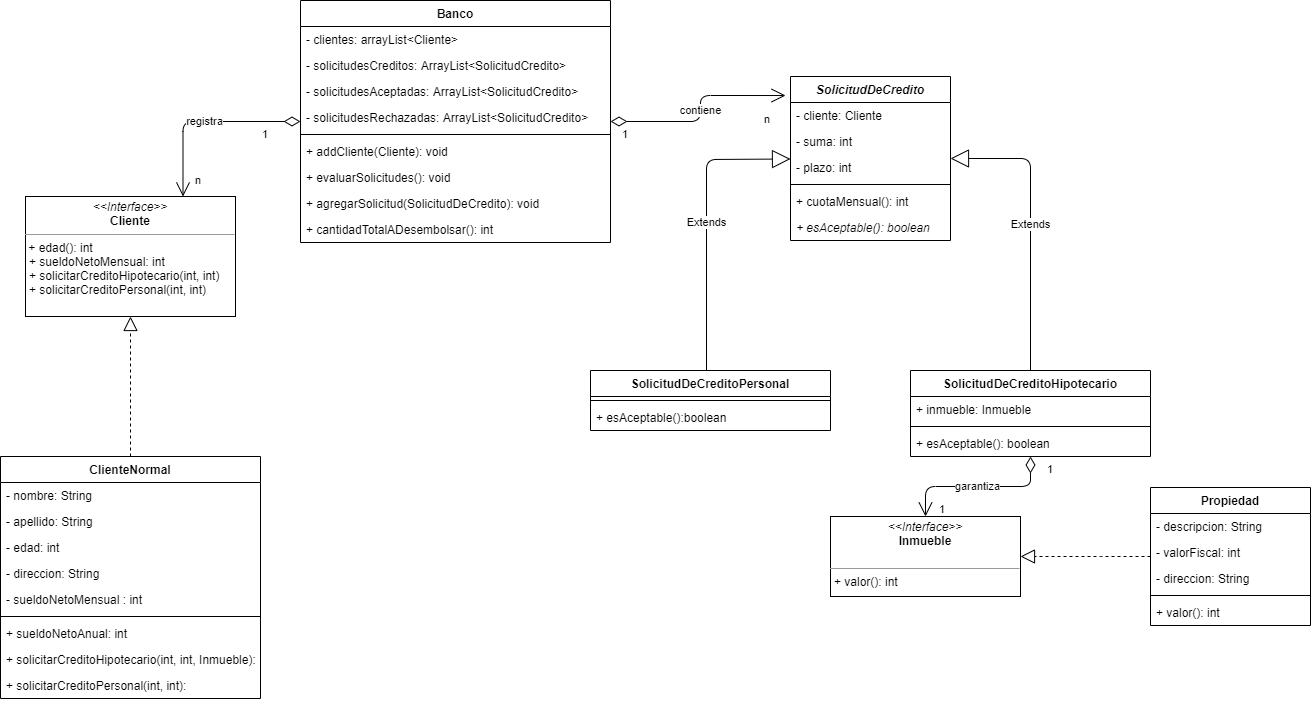 Banco
- clientes: arrayList<Cliente>
- solicitudesCreditos: ArrayList<SolicitudCredito>
- solicitudesAceptadas: ArrayList<SolicitudCredito>
- solicitudesRechazadas: ArrayList<SolicitudCredito>
+ addCliente(Cliente): void
+ evaluarSolicitudes(): void
+ agregarSolicitud(SolicitudDeCredito): void
+ cantidadTotalADesembolsar(): int
registra
1
n
1
contiene
n
SolicitudDeCredito
- cliente: Cliente
- suma: int
- plazo: int
+ cuotaMensual(): int
+ esAceptable(): boolean
<<Interface>>
Cliente
+ edad(): int
+ sueldoNetoMensual: int
+ solicitarCreditoHipotecario(int, int)
+ solicitarCreditoPersonal(int, int)
Extends
Extends
SolicitudDeCreditoPersonal
+ esAceptable():boolean
SolicitudDeCreditoHipotecario
+ inmueble: Inmueble
+ esAceptable(): boolean
1
garantiza
1
ClienteNormal
- nombre: String
- apellido: String
- edad: int
- direccion: String
- sueldoNetoMensual : int
+ sueldoNetoAnual: int
+ solicitarCreditoHipotecario(int, int, Inmueble):
+ solicitarCreditoPersonal(int, int):
<<Interface>>
Inmueble
+ valor(): int
Propiedad
- descripcion: String
- valorFiscal: int
- direccion: String
+ valor(): int